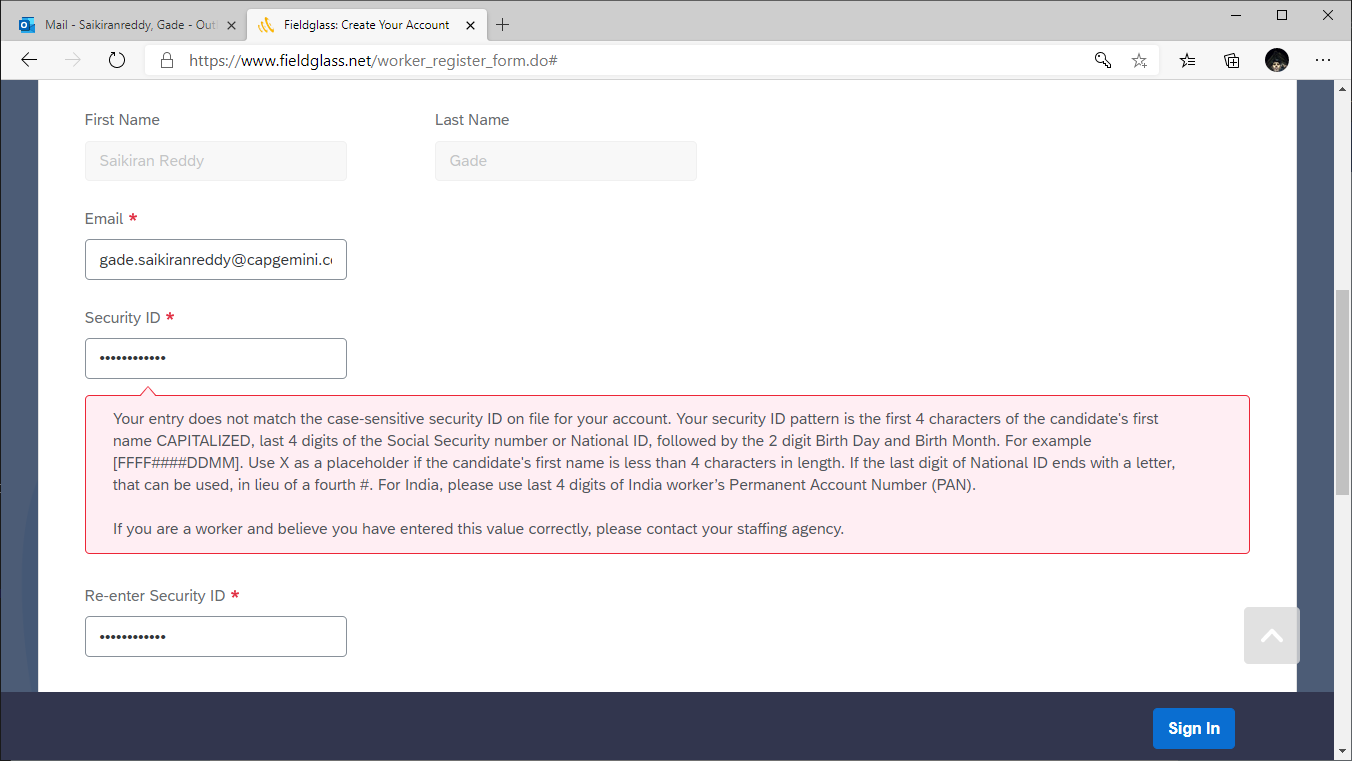 Mail - Saikiranreddy, Gade - Out
Fieldglass: Create Your Account
https://www.fieldglass.net/worker_register_form.do#
First Name
Last Name
Saikiran Reddy
Gade
Email *
gade.saikiranreddy@capgemini.c
Security ID *
••••••••••••
Your entry does not match the case-sensitive security ID on file for your account. Your security ID pattern is the first 4 characters of the candidate's first
name CAPITALIZED, last 4 digits of the Social Security number or National ID, followed by the 2 digit Birth Day and Birth Month. For example
[FFFF####DDMM]. Use X as a placeholder if the candidate's first name is less than 4 characters in length. If the last digit of National ID ends with a letter,
that can be used, in lieu of a fourth #. For India, please use last 4 digits of India worker's Permanent Account Number (PAN).
If you are a worker and believe you have entered this value correctly, please contact your staffing agency.
Re-enter Security ID *
••••••••••••
Sign In